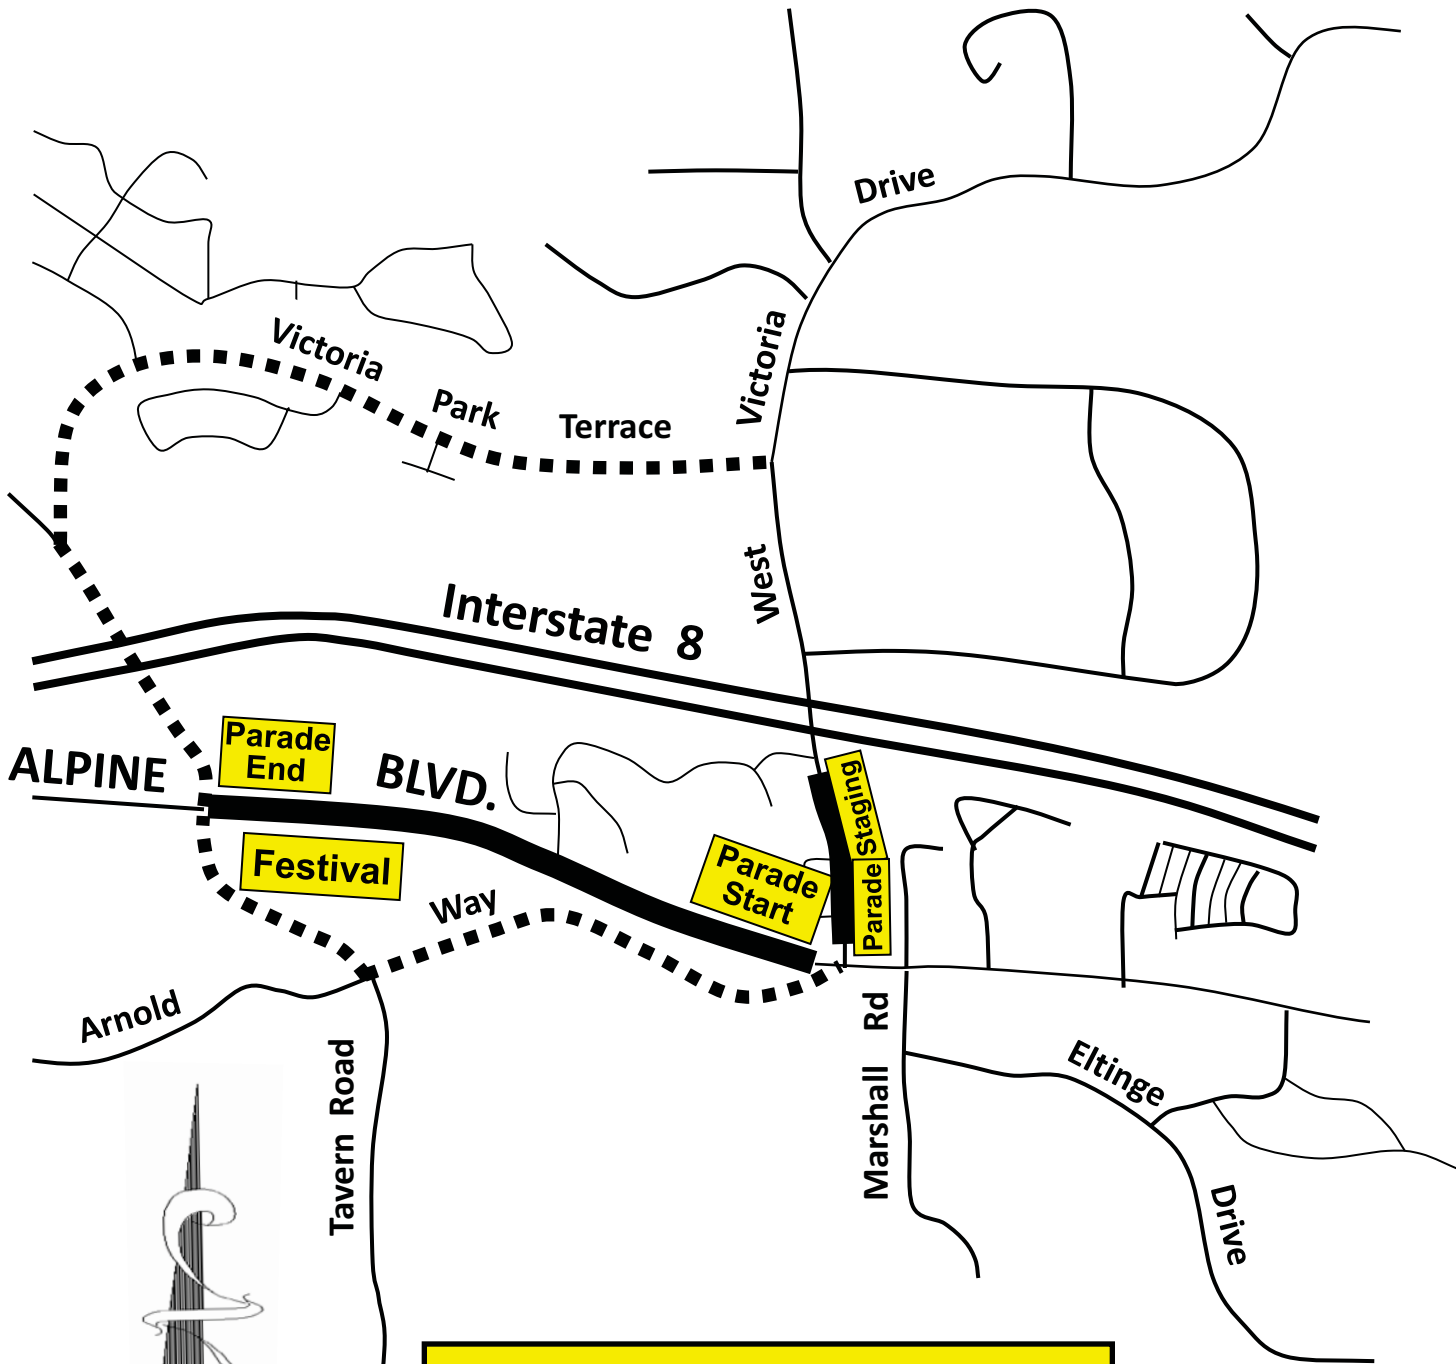 Drive
Victoria
Victoria
Park
Terrace
West
Interstate 8
Parade
End
ALPINE
BLVD.
Parade Staging
Festival
Parade
Start
Way
Arnold
Tavern Road
Marshall Rd
Eltinge
Drive